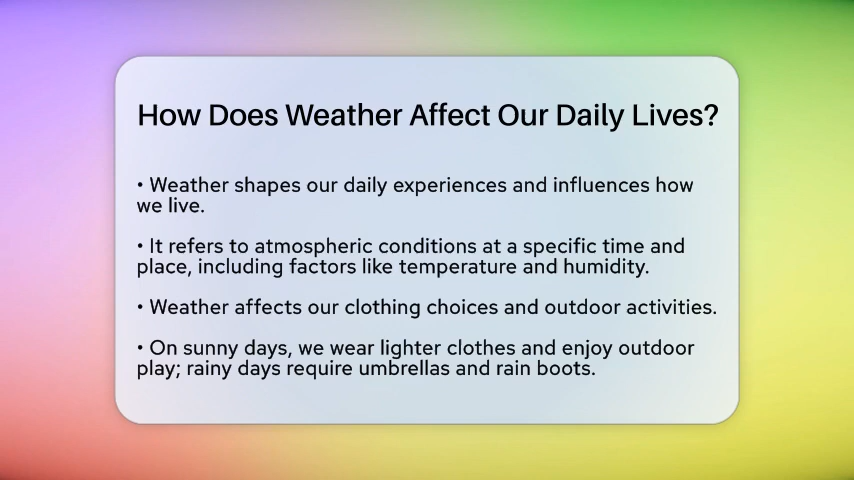 How Does Weather Affect Our Daily Lives?
• Weather shapes our daily experiences and influences how
we live.
• It refers to atmospheric conditions at a specific time and
place, including factors like temperature and humidity.
• Weather affects our clothing choices and outdoor activities.
• On sunny days, we wear lighter clothes and enjoy outdoor
play; rainy days require umbrellas and rain boots.